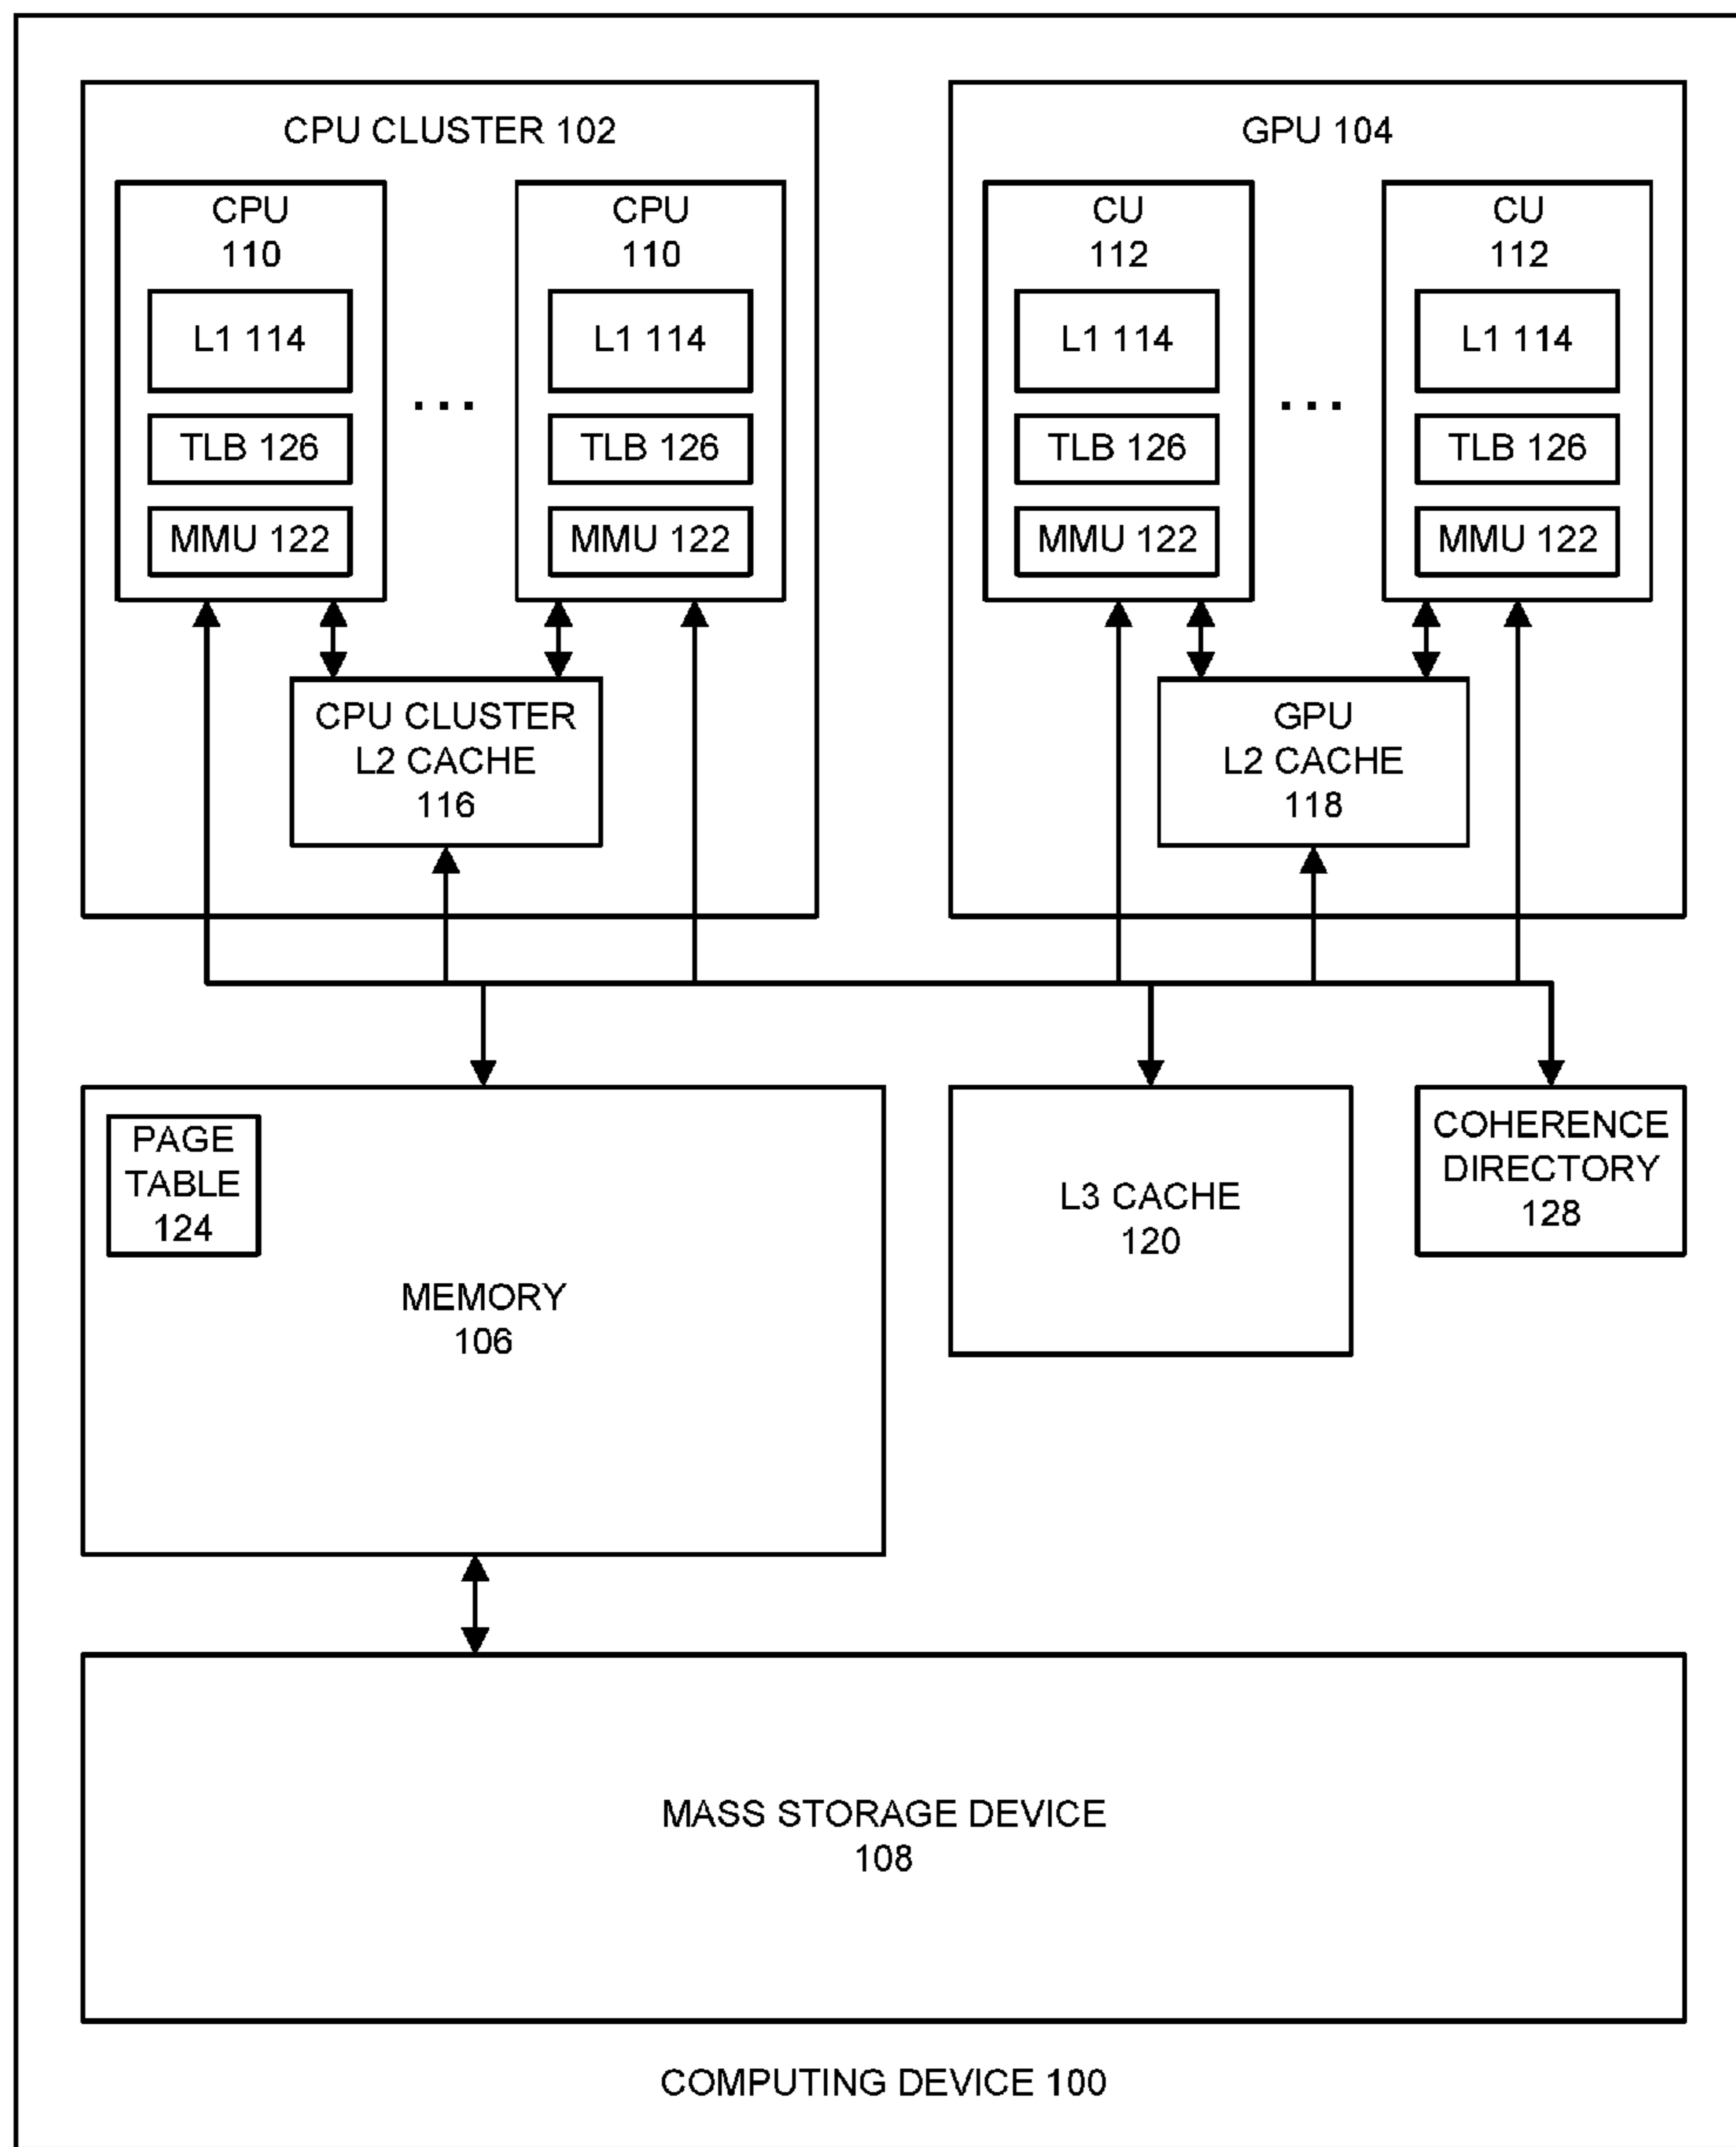 CPU CLUSTER 102
CPU
110
L1 114
TLB 126
MMU 122
...
CPU
110
L1 114
TLB 126
MMU 122
CPU CLUSTER
L2 CACHE
116
GPU 104
CU
112
L1 114
TLB 126
MMU 122
...
CU
112
L1 114
TLB 126
MMU 122
GPU
L2 CACHE
118
PAGE
TABLE
124
MEMORY
106
L3 CACHE
120
COHERENCE
DIRECTORY
128
MASS STORAGE DEVICE
108
COMPUTING DEVICE 100